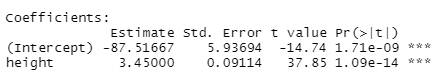 Coefficients:
Estimate Std. Error t value Pr(>|t|)
(Intercept) -87.51667 5.93694 -14.74 1.71e-09 ***
height 3.45000 0.09114 37.85 1.09e-14 ***